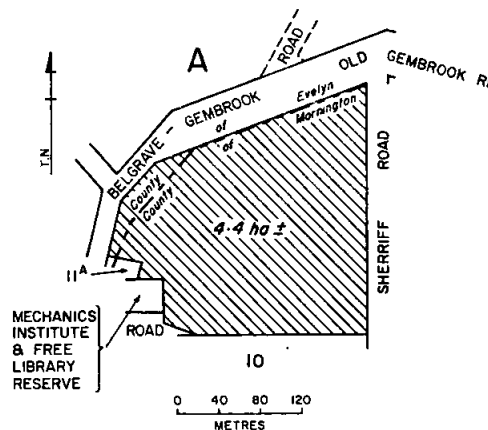 ROAD
A
OLD GEMBROOK R
BELGRAVE - GEMBROOK
County of Evelyn
County of Mornington
T.N
4·4 ha ±
ROAD
SHERRIFF
11A
MECHANICS
INSTITUTE
& FREE
LIBRARY
RESERVE
ROAD
10
0 40 80 120
METRES